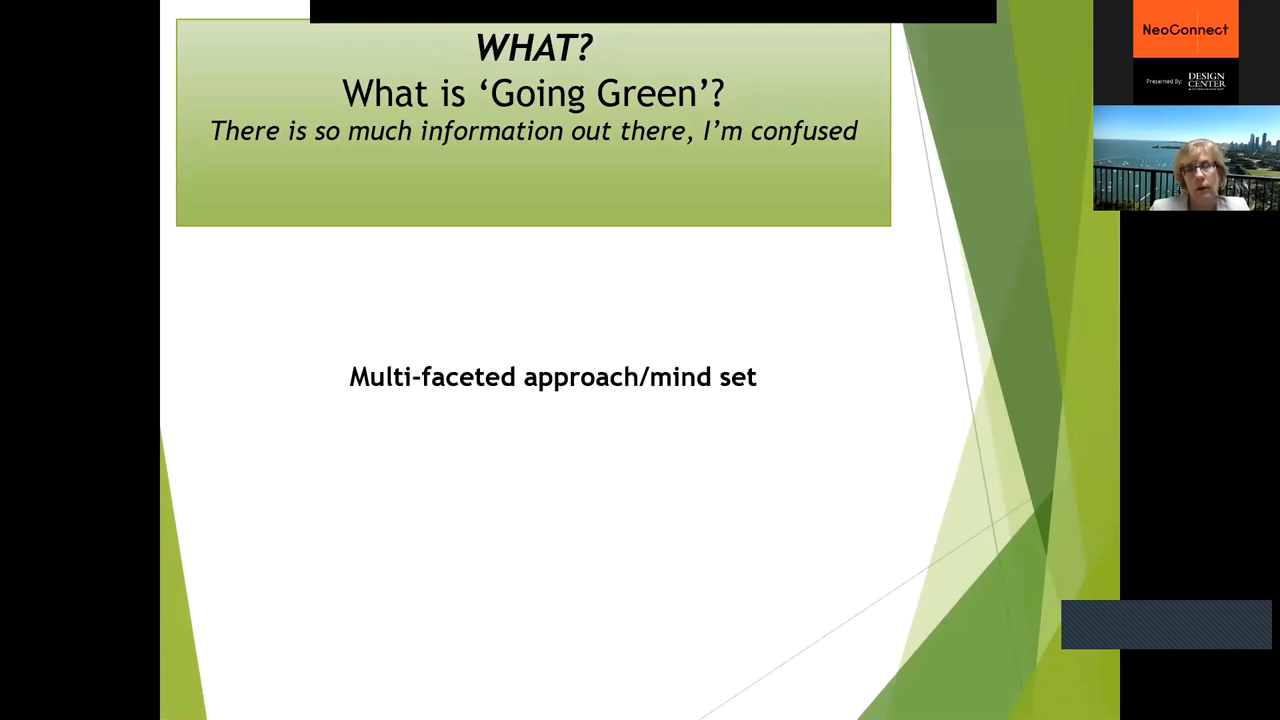 WHAT?
What is ‘Going Green’?
There is so much information out there, I’m confused
Multi-faceted approach/mind set
NeoConnect
Presented By:
DESIGN
CENTER